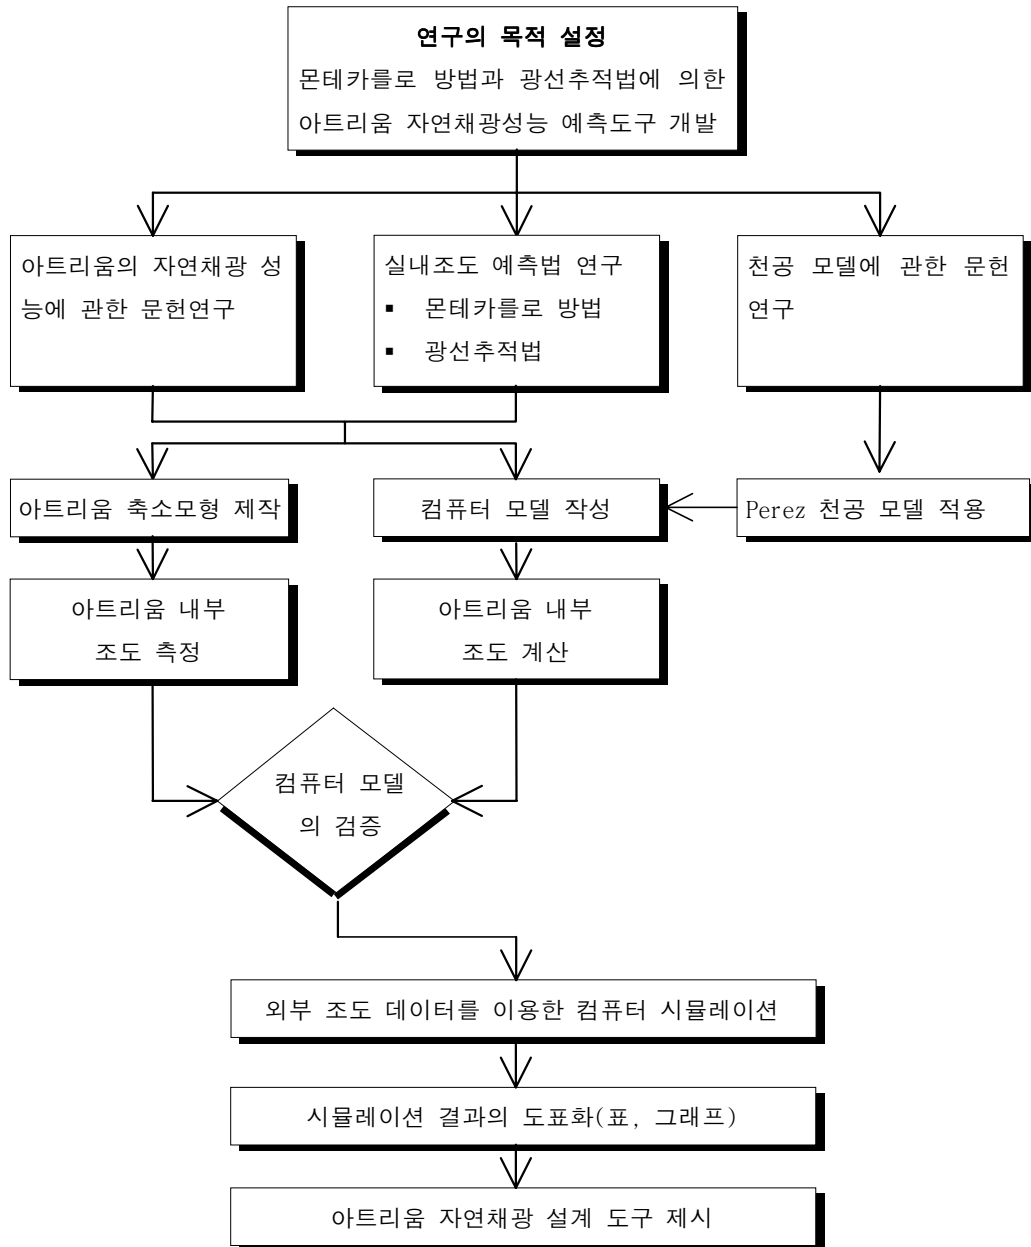 연구의 목적 설정
몬테카를로 방법과 광선추적법에 의한
아트리움 자연채광성능 예측도구 개발
아트리움의 자연채광 성
능에 관한 문헌연구
실내조도 예측법 연구
▪ 몬테카를로 방법
▪ 광선추적법
천공 모델에 관한 문헌
연구
아트리움 축소모형 제작
컴퓨터 모델 작성
Perez 천공 모델 적용
아트리움 내부
조도 측정
아트리움 내부
조도 계산
컴퓨터 모델
의 검증
외부 조도 데이터를 이용한 컴퓨터 시뮬레이션
시뮬레이션 결과의 도표화(표, 그래프)
아트리움 자연채광 설계 도구 제시